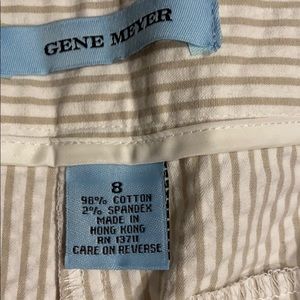 GENE MEYER
8
98% COTTON
2% SPANDEX
MADE IN
HONG KONG
RN 13711
CARE ON REVERSE